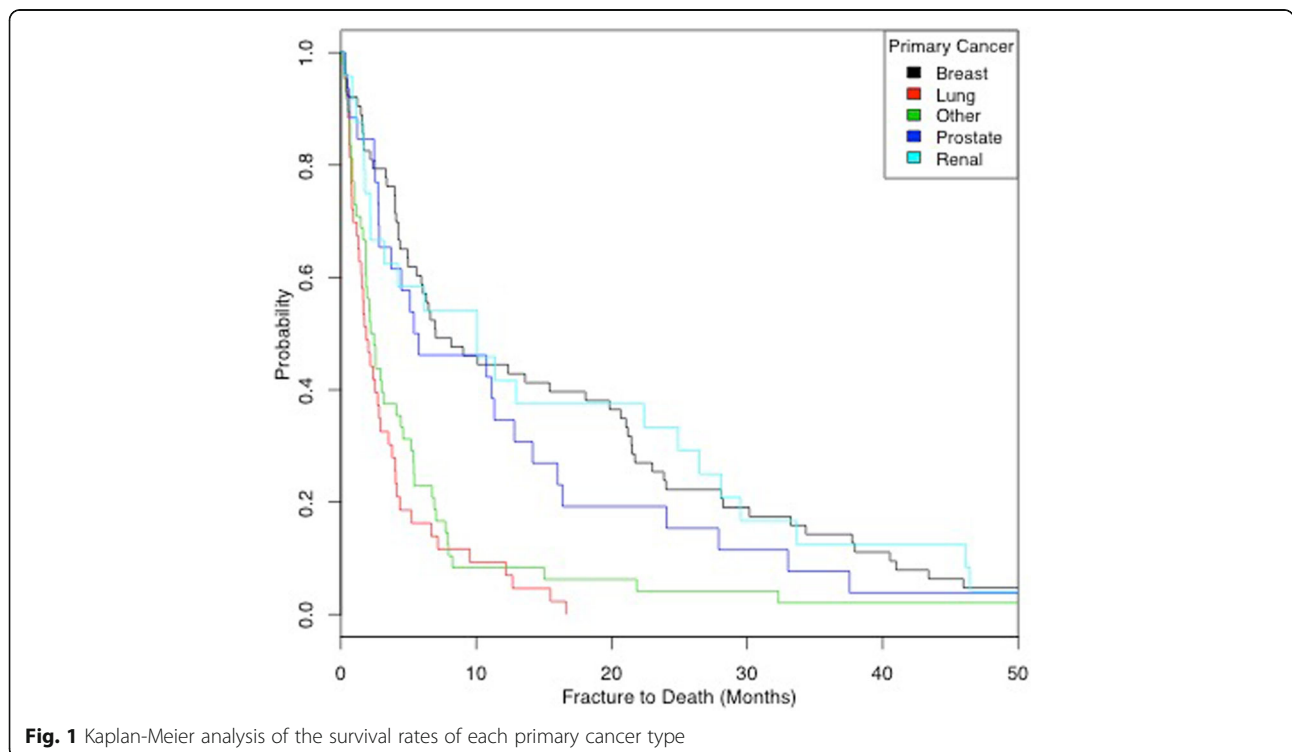 Primary Cancer
Breast
Lung
Other
Prostate
Renal
Probability
1.0
0.8
0.6
0.4
0.2
0.0
0 10 20 30 40 50
Fracture to Death (Months)
Fig. 1 Kaplan-Meier analysis of the survival rates of each primary cancer type